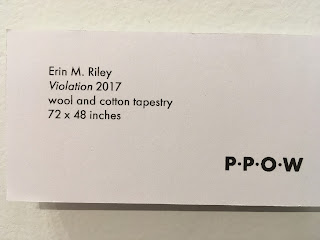 Erin M. Riley
Violation 2017
wool and cotton tapestry
72 x 48 inches
P·P·O·W